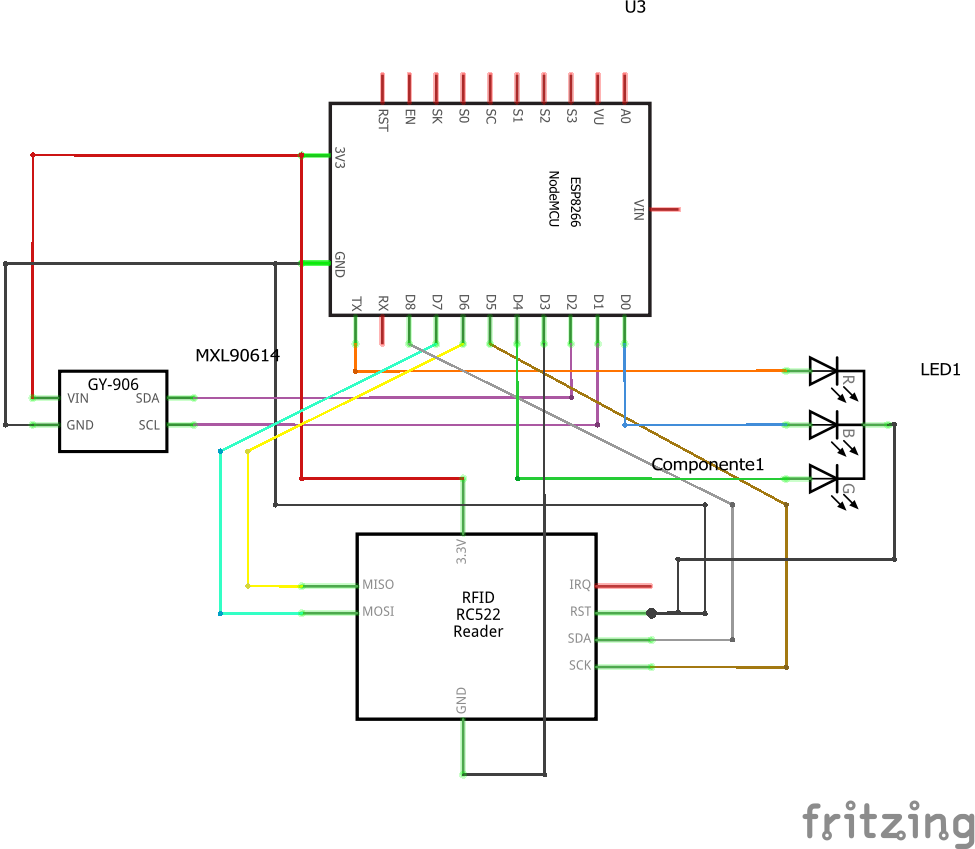 U3
RST
EN
SK
S0
SC
S1
S2
S3
VU
A0
3V3
ESP8266
NodeMCU
VIN
GND
TX
RX
D8
D7
D6
D5
D4
D3
D2
D1
D0
MXL90614
LED1
GY-906
VIN
SDA
GND
SCL
R
B
G
Componente1
3.3V
MISO
MOSI
RFID
RC522
Reader
IRQ
RST
SDA
SCK
GND
fritzing